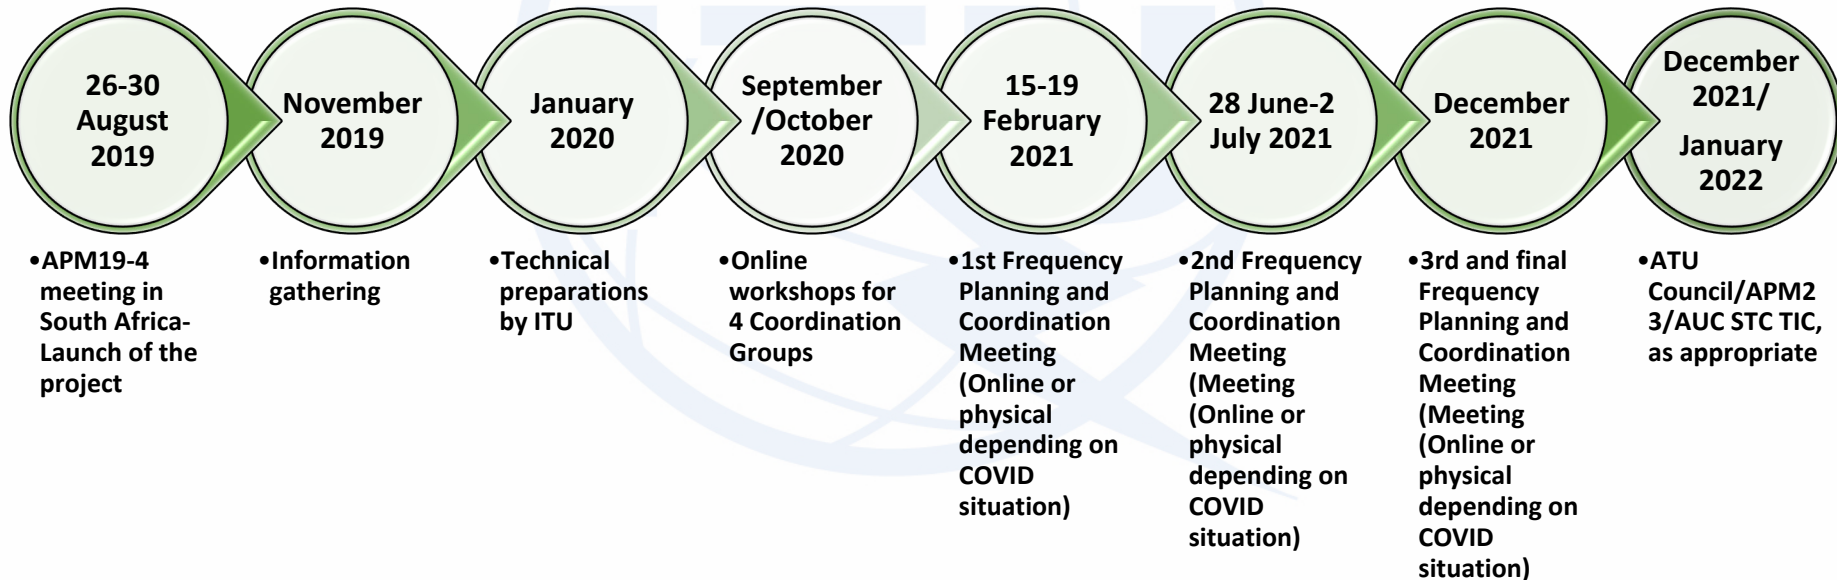 26-30
August
2019
November
2019
January
2020
September
/October
2020
15-19
February
2021
28 June-2
July 2021
December
2021
December
2021/
January
2022
•APM19-4
meeting in
South Africa-
Launch of the
project
•Information
gathering
•Technical
preparations
by ITU
•Online
workshops for
4 Coordination
Groups
•1st Frequency
Planning and
Coordination
Meeting
(Online or
physical
depending on
COVID
situation)
•2nd Frequency
Planning and
Coordination
Meeting
(Meeting
(Online or
physical
depending on
COVID
situation)
•3rd and final
Frequency
Planning and
Coordination
Meeting
(Meeting
(Online or
physical
depending on
COVID
situation)
•ATU
Council/APM2
3/AUC STC TIC,
as appropriate